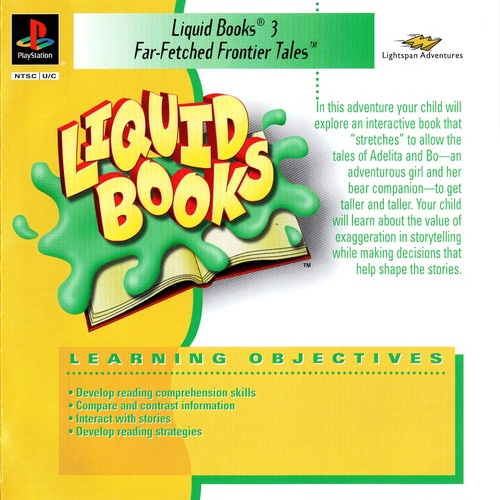 PlayStation
NTSC U/C
Liquid Books® 3
Far-Fetched Frontier Tales™
Lightspan Adventures
LIQUID
BOOKS
™
In this adventure your child will
explore an interactive book that
"stretches" to allow the
tales of Adelita and Bo—an
adventurous girl and her
bear companion—to get
taller and taller. Your child
will learn about the value of
exaggeration in storytelling
while making decisions that
help shape the stories.
LEARNING OBJECTIVES
• Develop reading comprehension skills
• Compare and contrast information
• Interact with stories
• Develop reading strategies